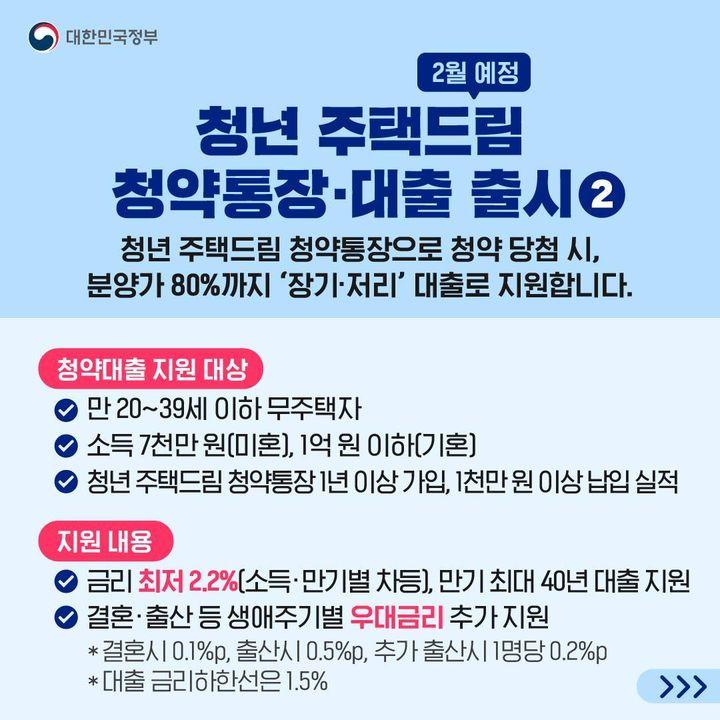 대한민국정부
2월 예정
청년 주택드림
청약통장·대출 출시 2
청년 주택드림 청약통장으로 청약 당첨 시,
분양가 80%까지 ‘장기·저리’ 대출로 지원합니다.
청약대출 지원 대상
만 20~39세 이하 무주택자
소득 7천만 원(미혼), 1억 원 이하(기혼)
청년 주택드림 청약통장 1년 이상 가입, 1천만 원 이상 납입 실적
지원 내용
금리 최저 2.2%(소득·만기별 차등), 만기 최대 40년 대출 지원
결혼·출산 등 생애주기별 우대금리 추가 지원
*결혼시 0.1%p, 출산시 0.5%p, 추가 출산시 1명당 0.2%p
*대출 금리하한선은 1.5%